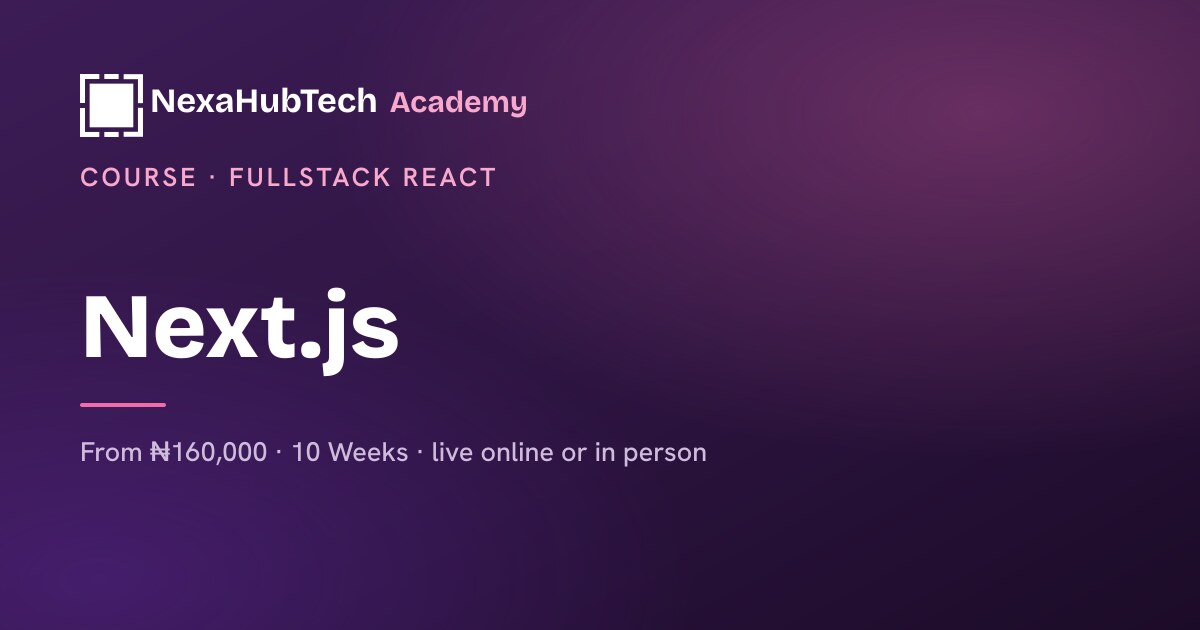 NexaHubTech Academy
COURSE · FULLSTACK REACT
Next.js
From ₦160,000 · 10 Weeks · live online or in person